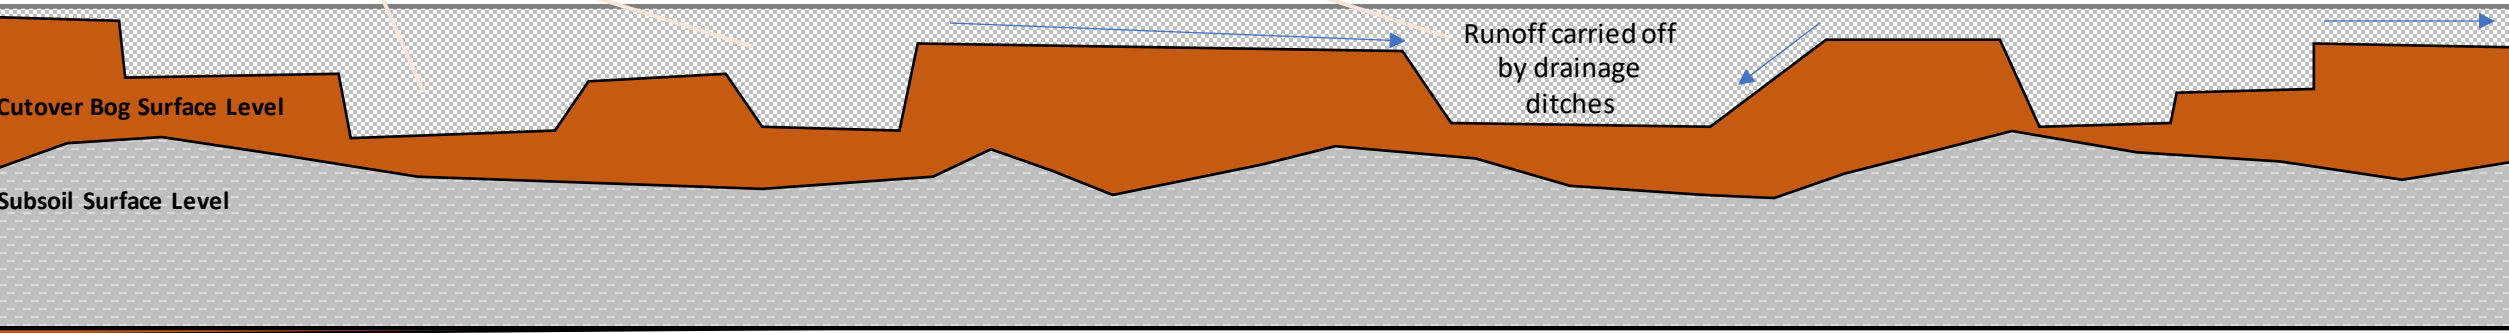 Runoff carried off
by drainage
ditches
Cutover Bog Surface Level
Subsoil Surface Level